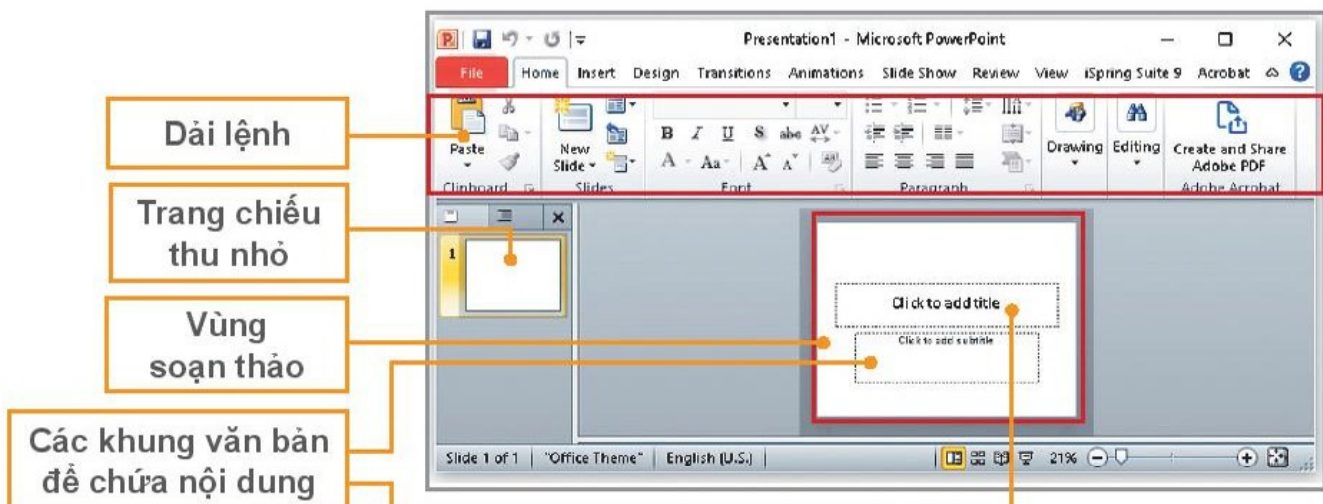 Presentation1 - Microsoft PowerPoint
File Home Insert Design Transitions Animations Slide Show Review View iSpring Suite 9 Acrobat
Dải lệnh
Paste
New Slide
B I U S abc AV
A Aa A A
Drawing
Editing
Create and Share
Adobe PDF
Clipboard Slides Font Paragraph Adobe Acrobat
Trang chiếu
thu nhỏ
1
Click to add title
Click to add subtitle
Vùng
soạn thảo
Các khung văn bản
để chứa nội dung
Slide 1 of 1 "Office Theme" English (U.S.) 21%